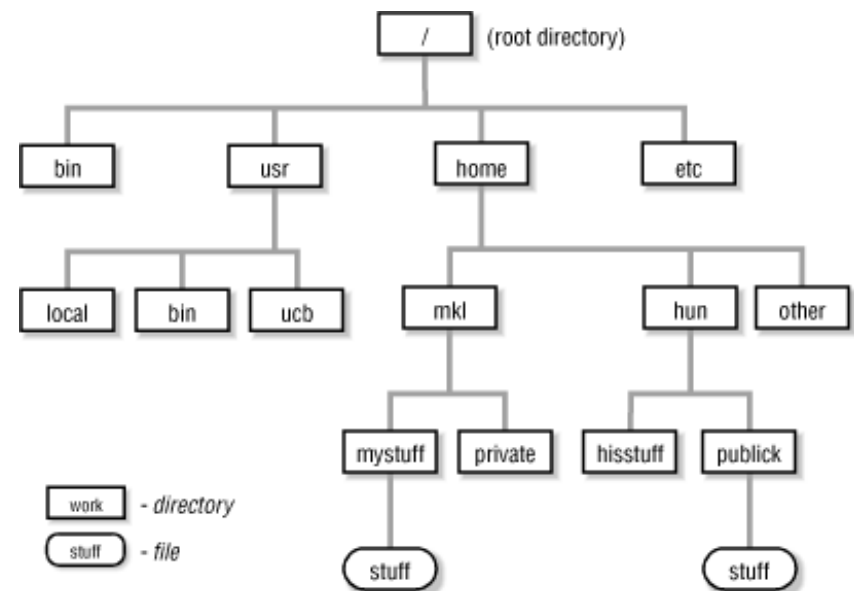 / (root directory)
bin usr home etc
local bin ucb mkl hun other
mystuff private hisstuff publick
work - directory
stuff - file
stuff stuff